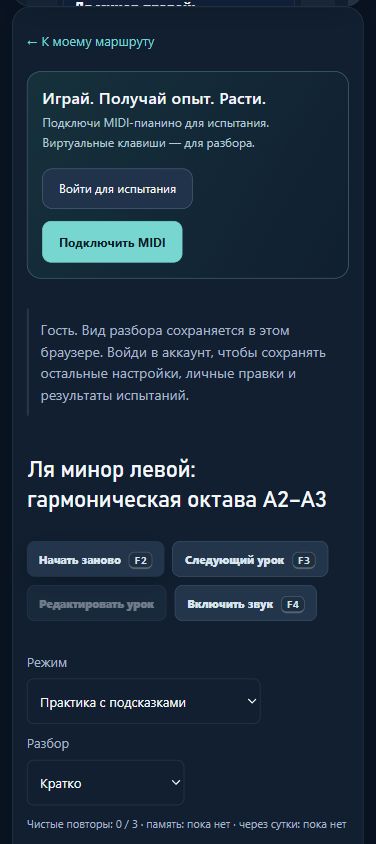 ← К моему маршруту
Играй. Получай опыт. Расти.
Подключи MIDI-пианино для испытания.
Виртуальные клавиши — для разбора.
Войти для испытания
Подключить MIDI
Гость. Вид разбора сохраняется в этом
браузере. Войди в аккаунт, чтобы сохранять
остальные настройки, личные правки и
результаты испытаний.
Ля минор левой:
гармоническая октава A2–A3
Начать заново F2
Следующий урок F3
Редактировать урок
Включить звук F4
Режим
Практика с подсказками
Разбор
Кратко
Чистые повторы: 0 / 3 · память: пока нет · через сутки: пока нет